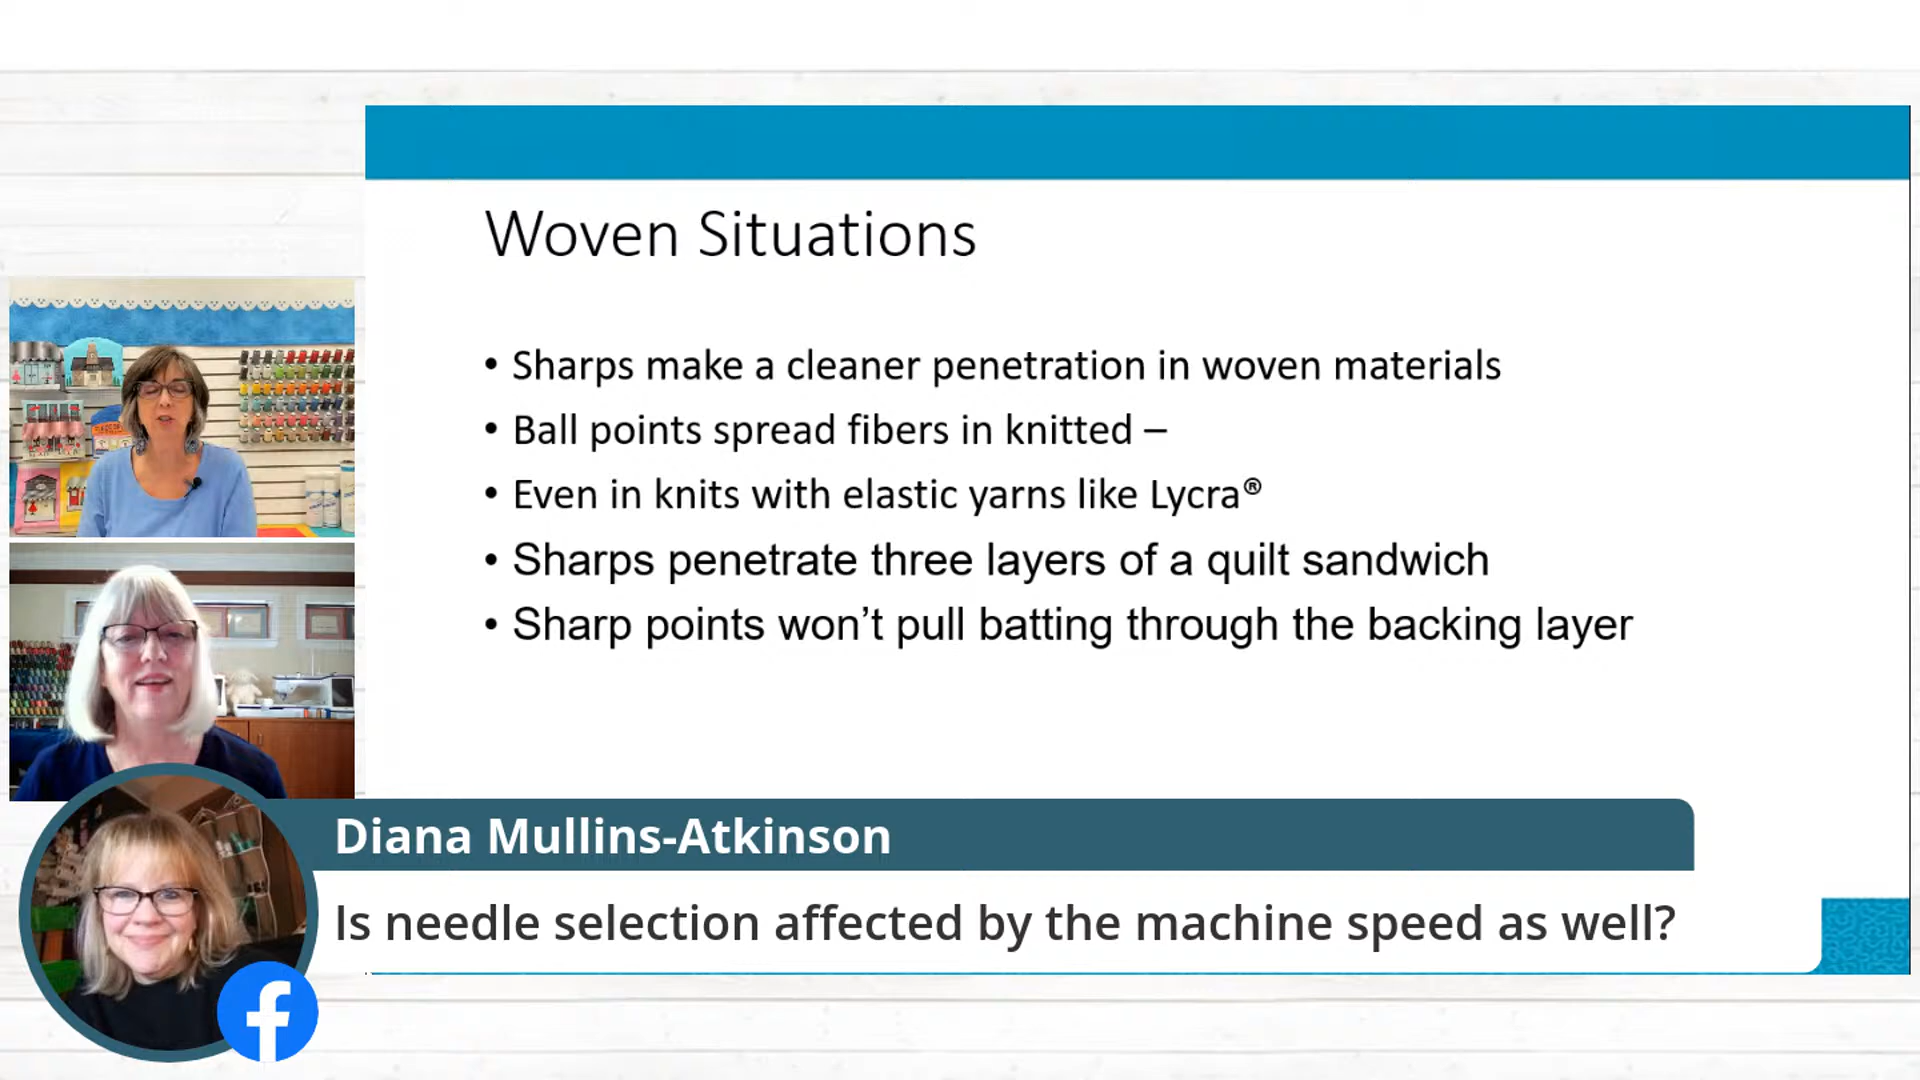 Woven Situations
• Sharps make a cleaner penetration in woven materials
• Ball points spread fibers in knitted –
• Even in knits with elastic yarns like Lycra®
• Sharps penetrate three layers of a quilt sandwich
• Sharp points won’t pull batting through the backing layer
Diana Mullins-Atkinson
Is needle selection affected by the machine speed as well?